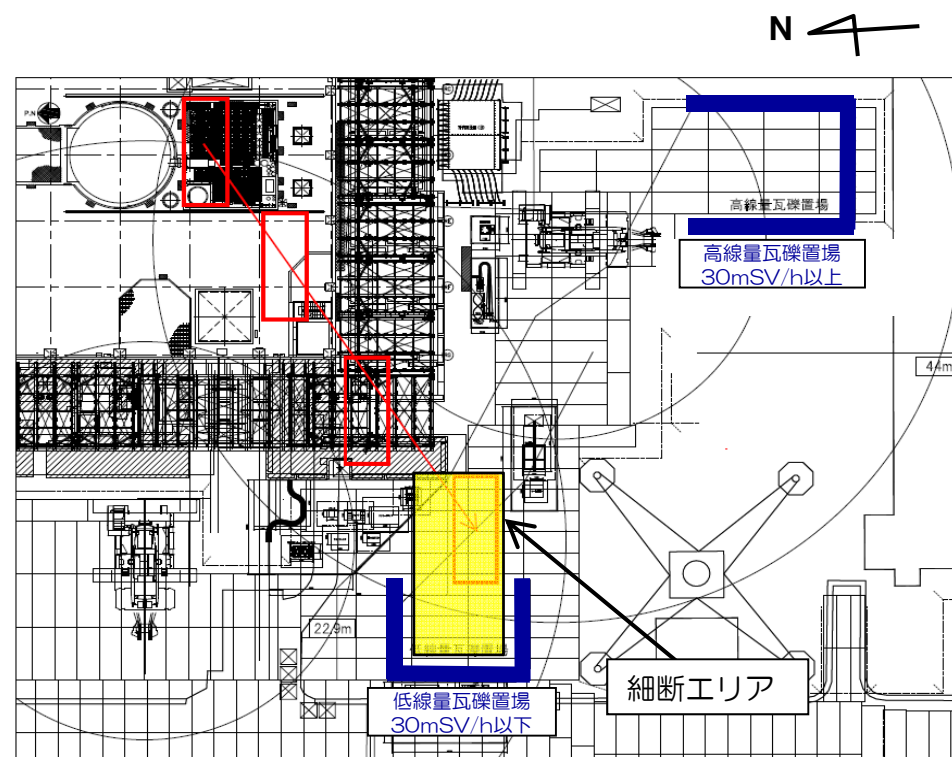 N
P.N
高線量瓦礫置場
高線量瓦礫置場
30mSV/h以上
44m
22.9m
低線量瓦礫置場
低線量瓦礫置場
30mSV/h以下
細断エリア